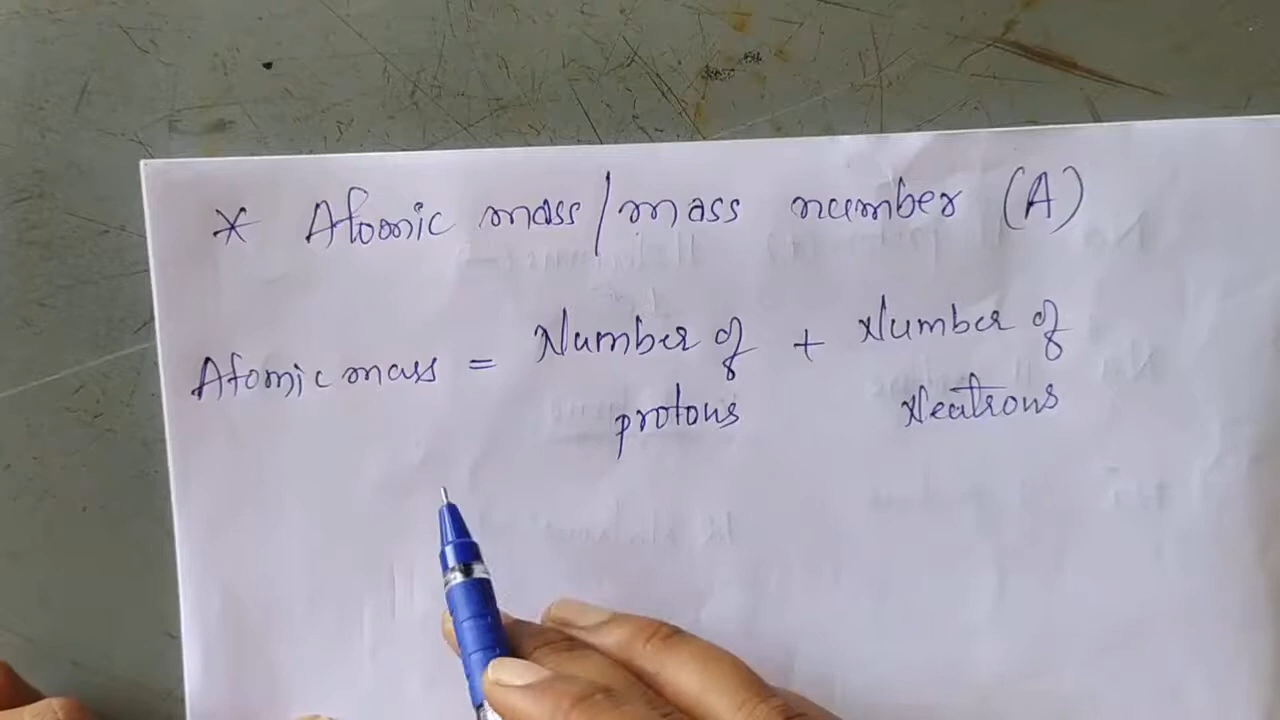 * Atomic mass/mass number (A)
Atomic mass = Number of protons + Number of Neutrons